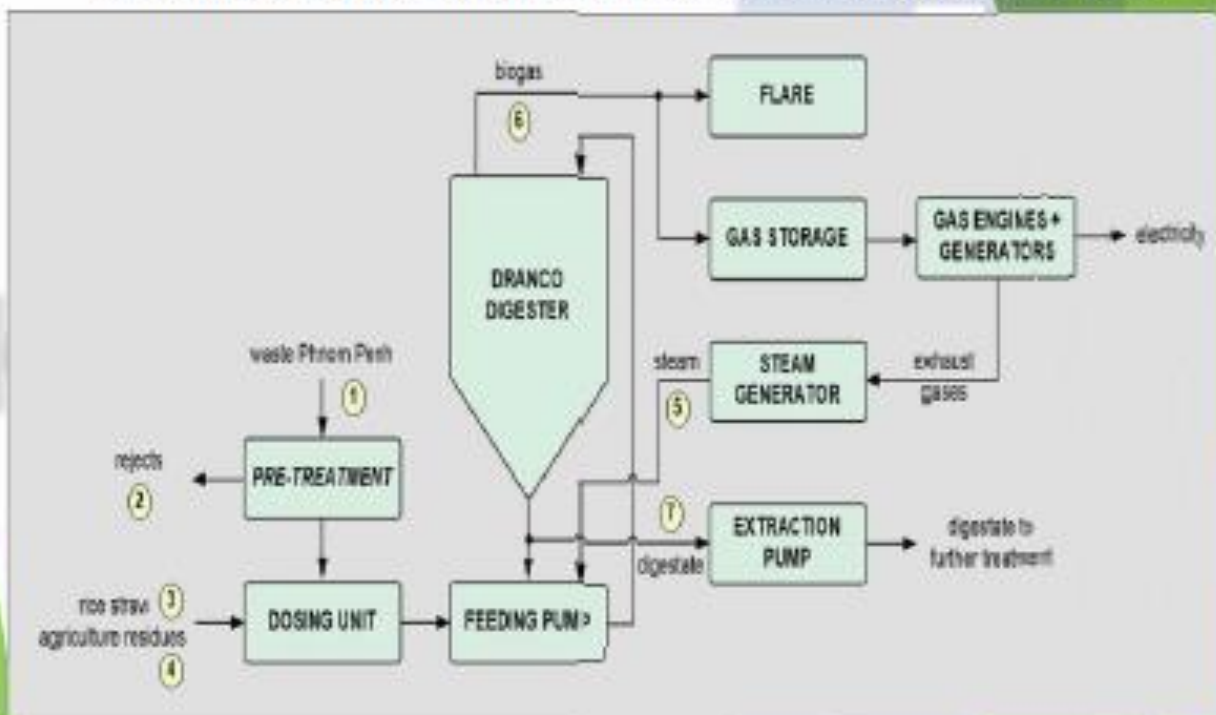 biogas
6
FLARE
GAS STORAGE
GAS ENGINES +
GENERATORS
electricity
DRANCO
DIGESTER
waste Phnom Penh
1
steam
5
STEAM
GENERATOR
exhaust
gases
rejects
2
PRE-TREATMENT
7
digestate
EXTRACTION
PUMP
digestate to
further treatment
rice straw 3
agriculture residues
4
DOSING UNIT
FEEDING PUMP